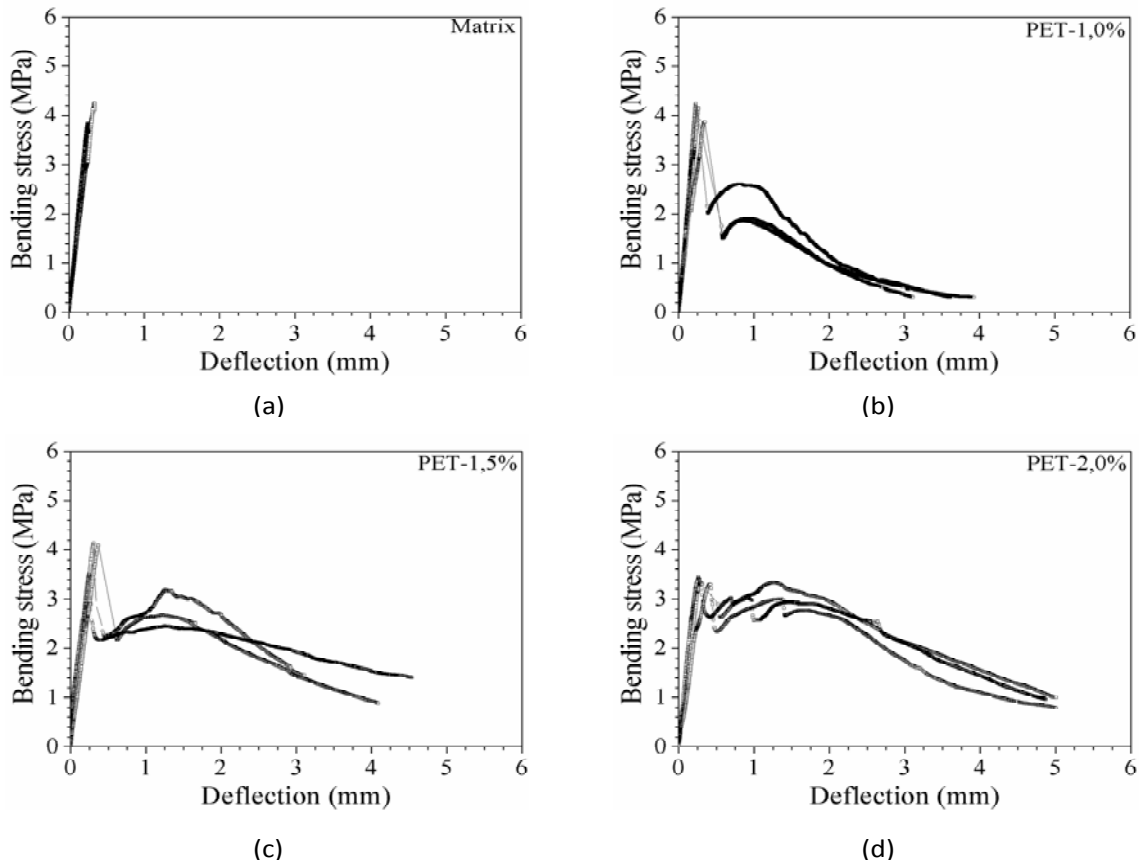 Matrix
Bending stress (MPa)
6
5
4
3
2
1
0
0 1 2 3 4 5 6
Deflection (mm)
(a)
PET-1,0%
Bending stress (MPa)
6
5
4
3
2
1
0
0 1 2 3 4 5 6
Deflection (mm)
(b)
PET-1,5%
Bending stress (MPa)
6
5
4
3
2
1
0
0 1 2 3 4 5 6
Deflection (mm)
(c)
PET-2,0%
Bending stress (MPa)
6
5
4
3
2
1
0
0 1 2 3 4 5 6
Deflection (mm)
(d)